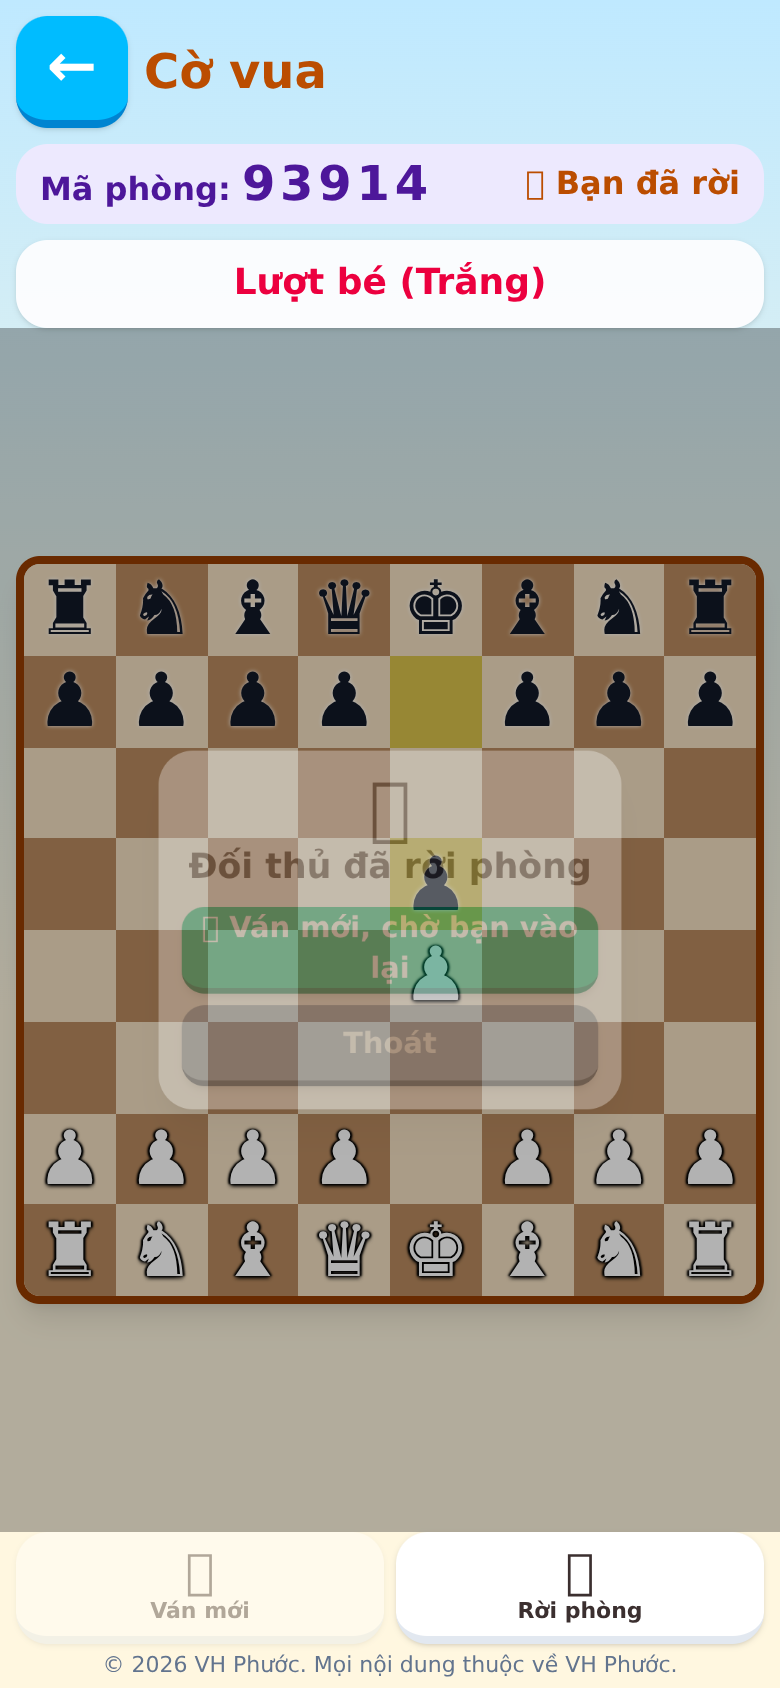 ←
Cờ vua
Mã phòng: 93914
Bạn đã rời
Lượt bé (Trắng)
Đối thủ đã rời phòng
Ván mới, chờ bạn vào
lại
Thoát
Ván mới
Rời phòng
© 2026 VH Phước. Mọi nội dung thuộc về VH Phước.